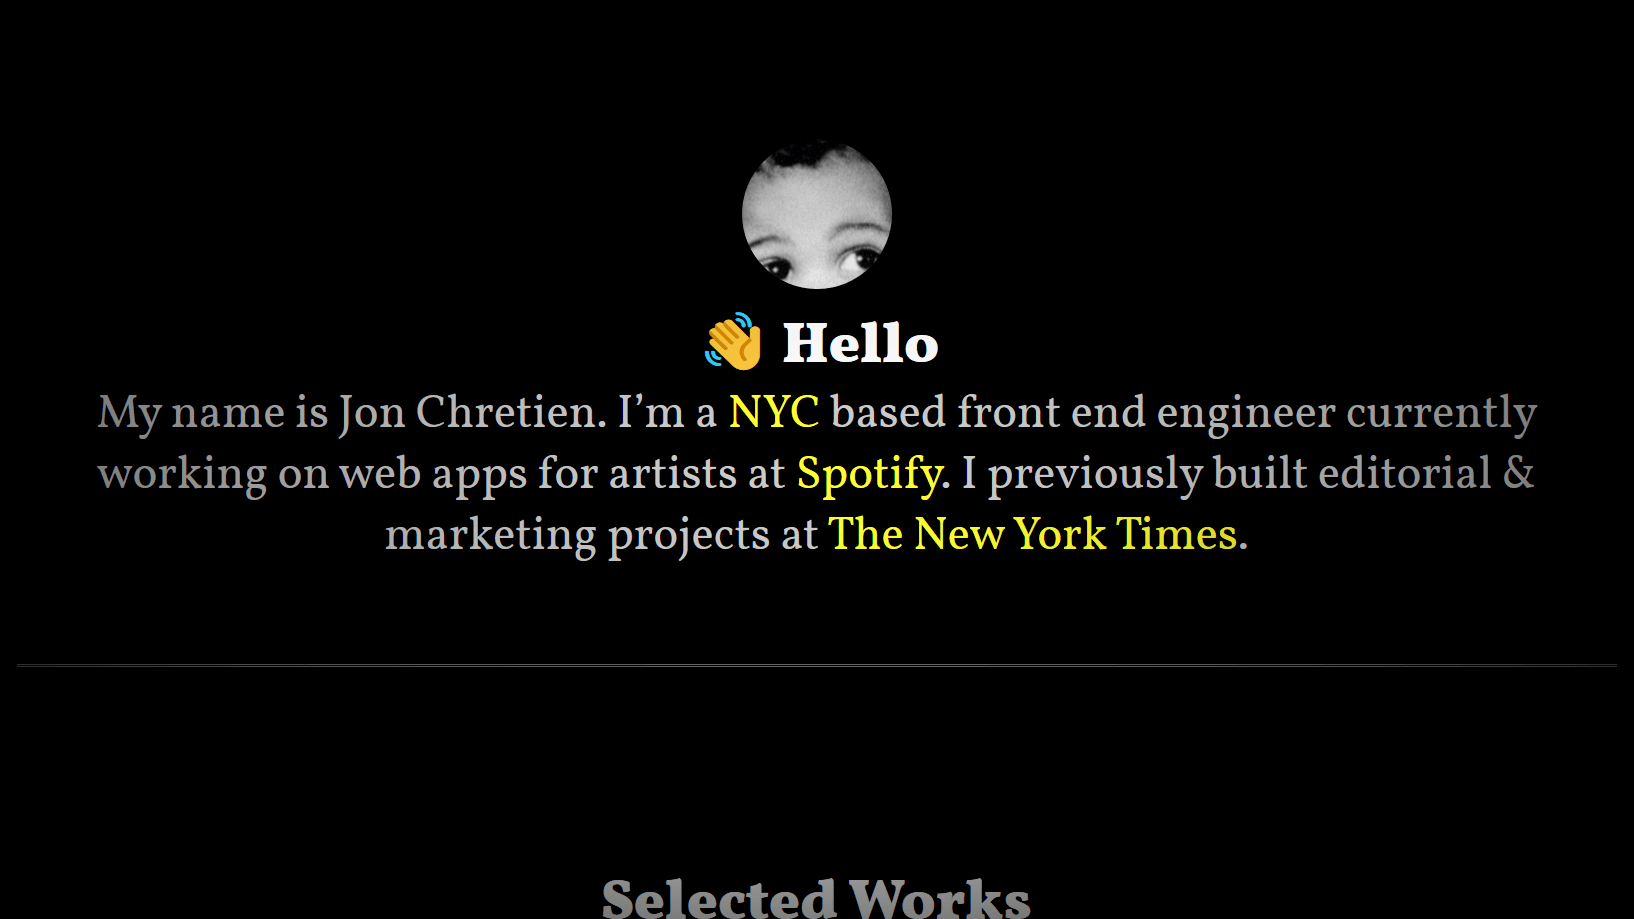 👋 Hello
My name is Jon Chretien. I’m a NYC based front end engineer currently
working on web apps for artists at Spotify. I previously built editorial &
marketing projects at The New York Times.
Selected Works